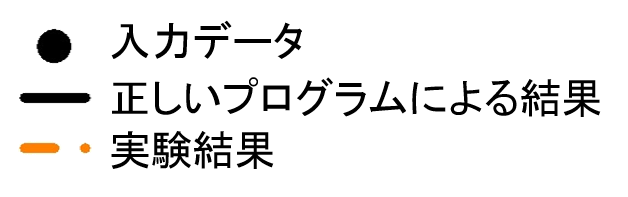 入力データ
正しいプログラムによる結果
実験結果